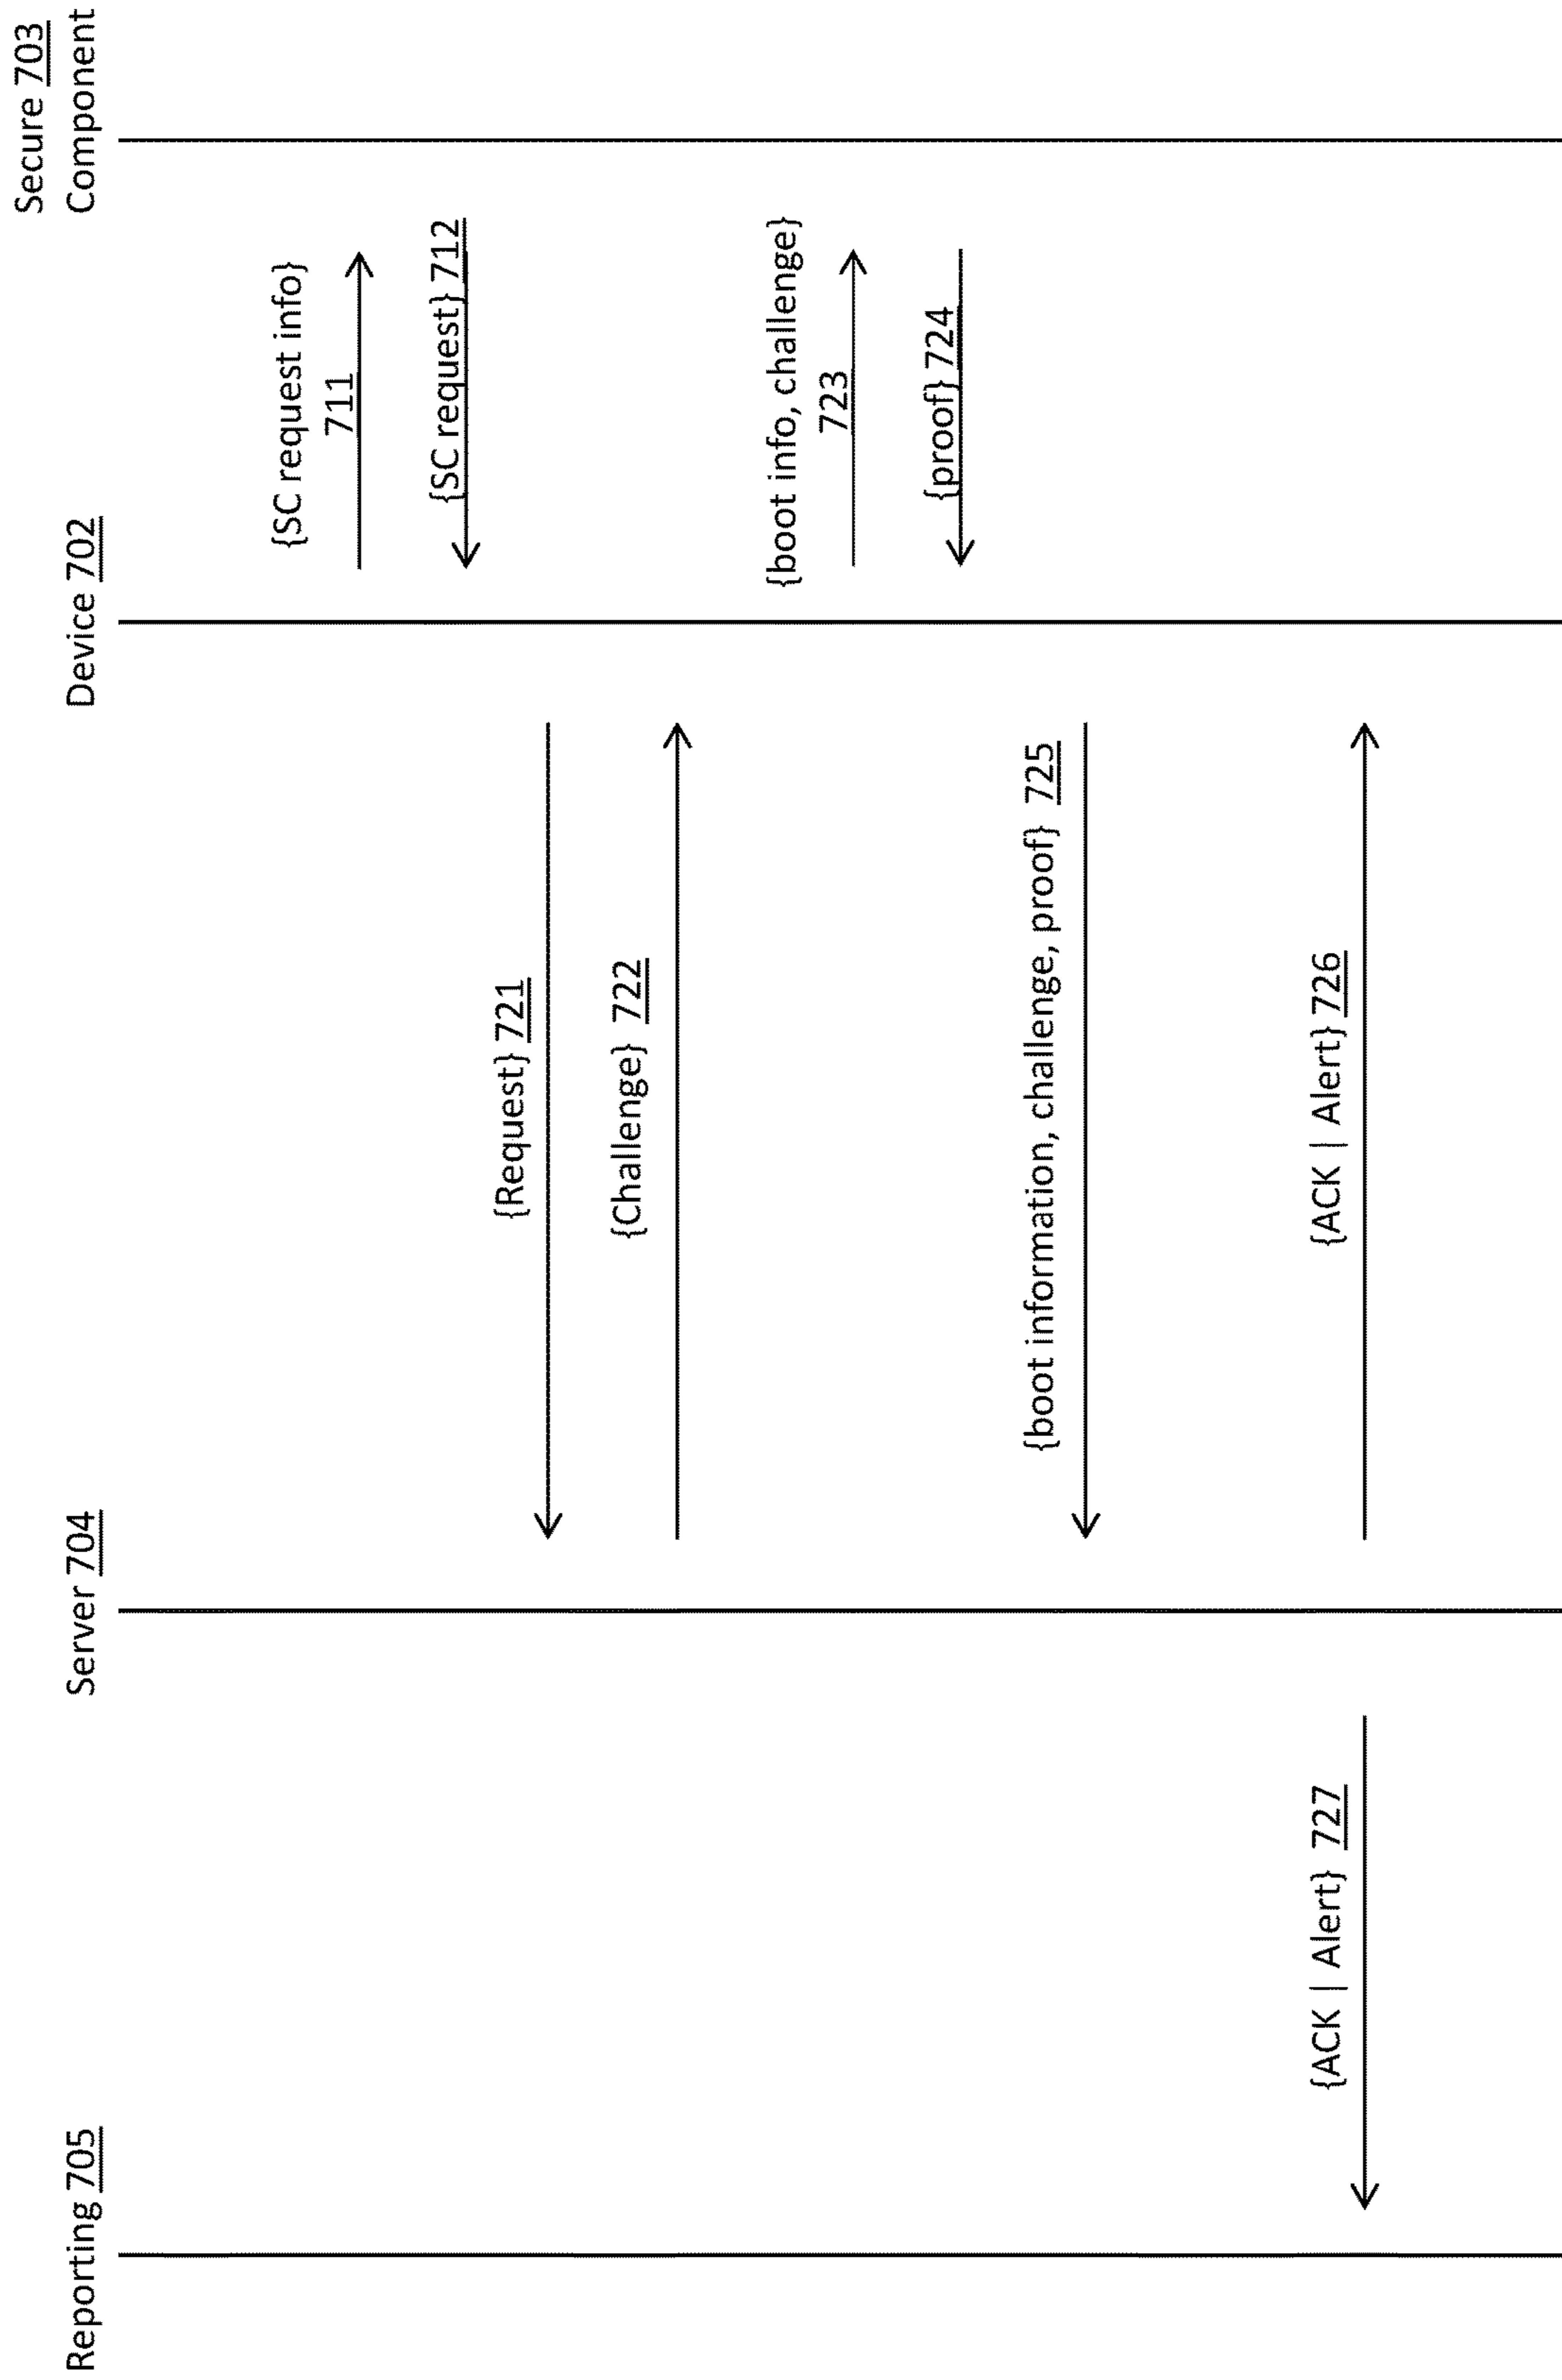 Reporting 705
Server 704
Device 702
Secure 703
Component
{SC request info}
711
{SC request} 712
{Request} 721
{Challenge} 722
{boot info, challenge}
723
{proof} 724
{boot information, challenge, proof} 725
{ACK | Alert} 727
{ACK | Alert} 726